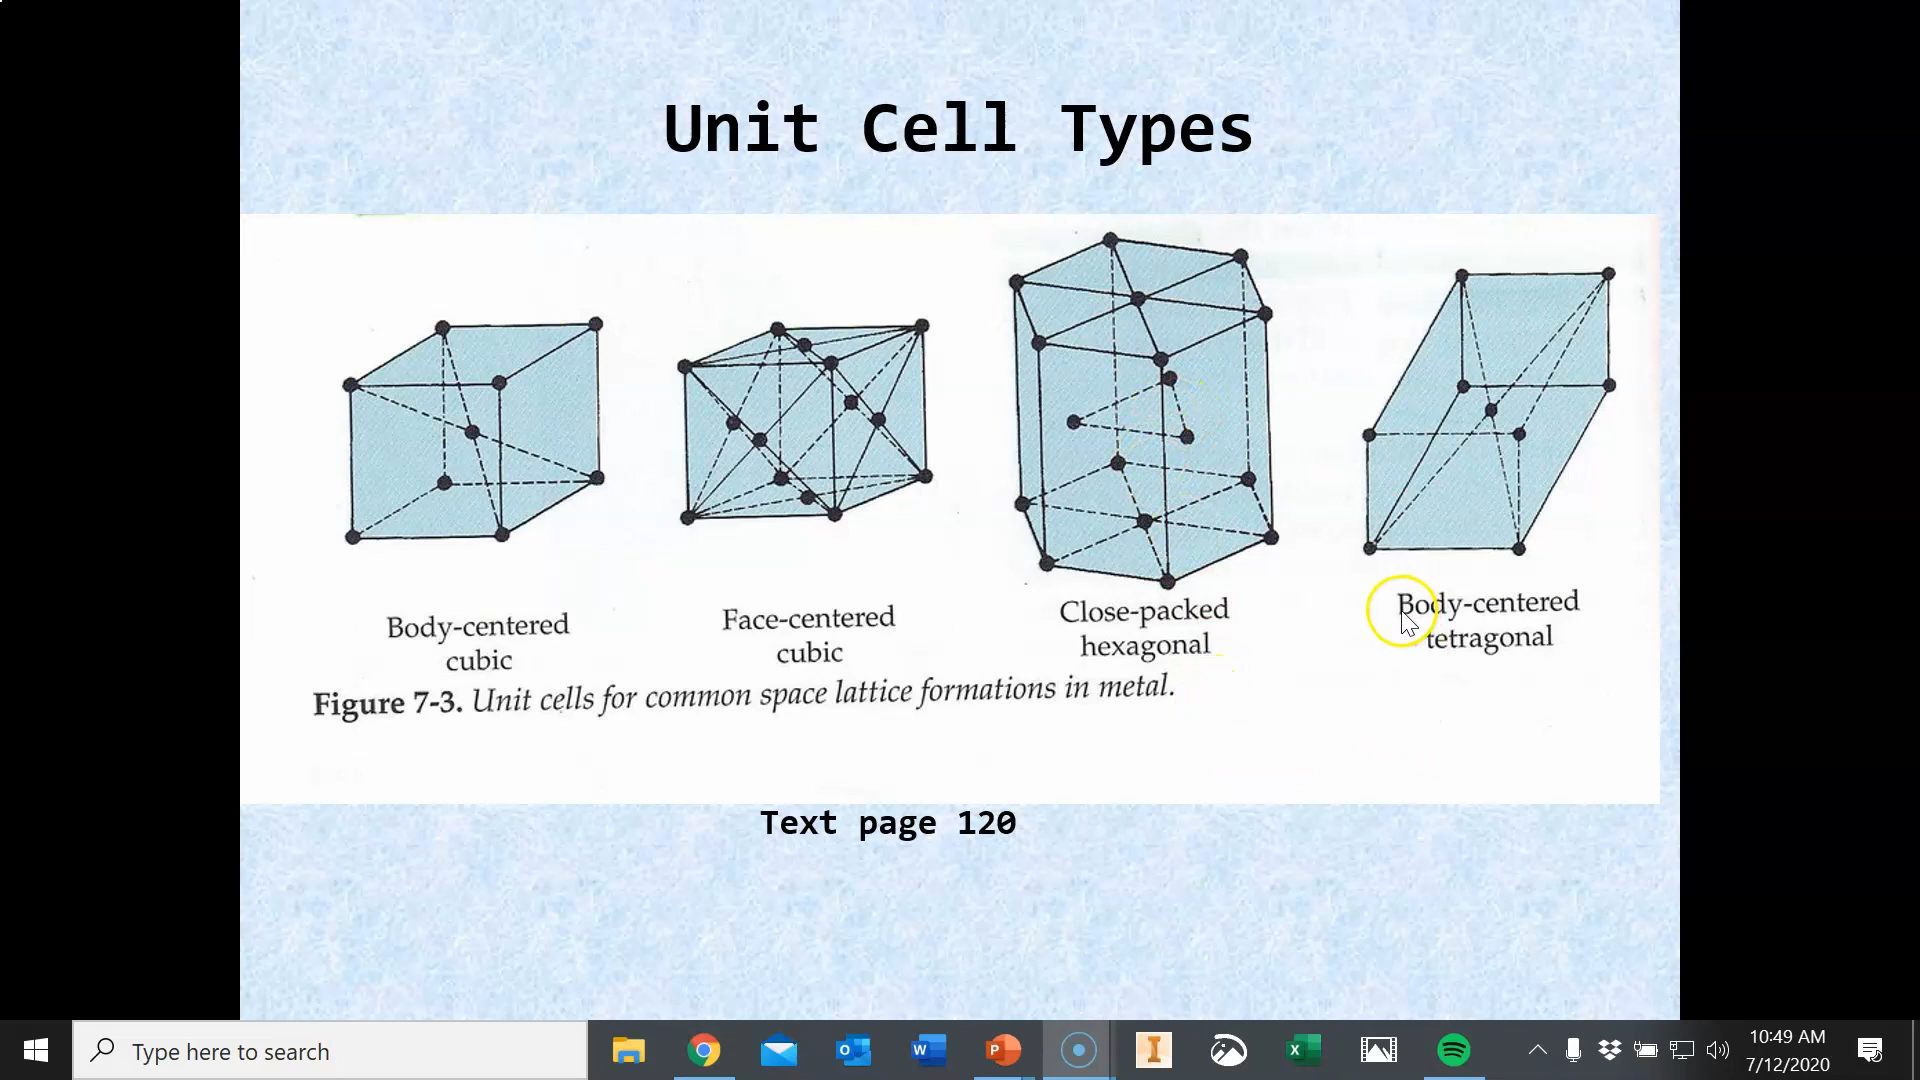 Unit Cell Types
Body-centered
cubic
Face-centered
cubic
Close-packed
hexagonal
Body-centered
tetragonal
Figure 7-3. Unit cells for common space lattice formations in metal.
Text page 120
Type here to search
10:49 AM
7/12/2020